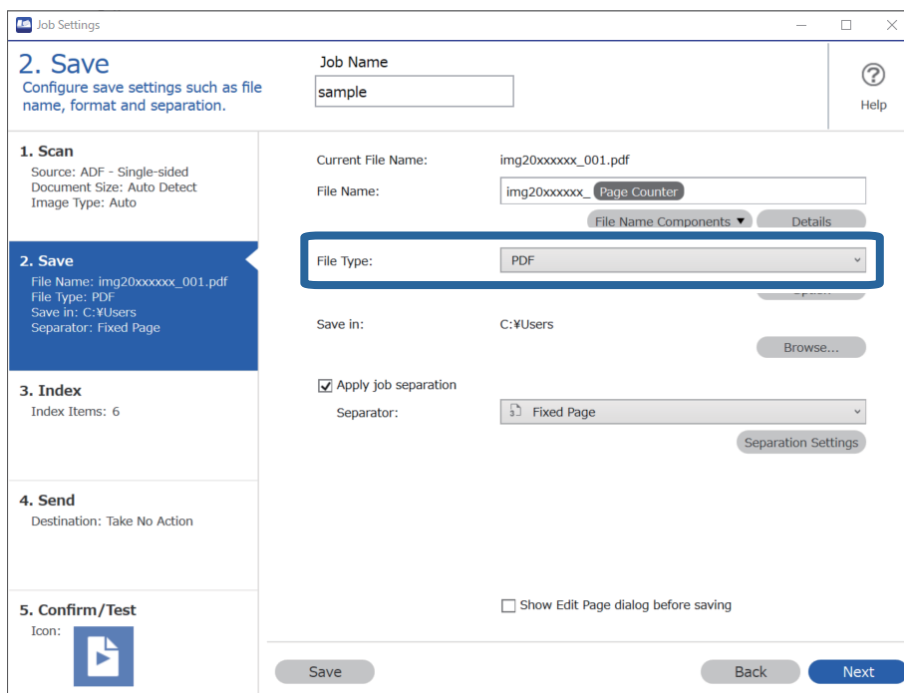 Job Settings
2. Save
Configure save settings such as file
name, format and separation.
Job Name
sample
Help
1. Scan
Source: ADF - Single-sided
Document Size: Auto Detect
Image Type: Auto
2. Save
File Name: img20xxxxxx_001.pdf
File Type: PDF
Save in: C:¥Users
Separator: Fixed Page
3. Index
Index Items: 6
4. Send
Destination: Take No Action
5. Confirm/Test
Icon:
Current File Name: img20xxxxxx_001.pdf
File Name: img20xxxxxx_ Page Counter
File Name Components ▼ Details
File Type: PDF
Save in: C:¥Users
Browse...
Apply job separation
Separator: Fixed Page
Separation Settings
Show Edit Page dialog before saving
Save Back Next